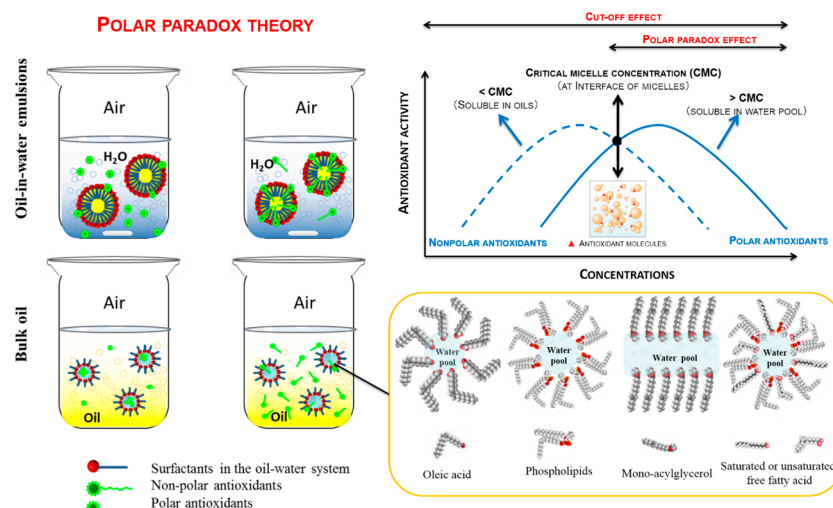 POLAR PARADOX THEORY
Oil-in-water emulsions
Air
H2O
Air
H2O
Bulk oil
Air
Oil
Air
Oil
Surfactants in the oil-water system
Non-polar antioxidants
Polar antioxidants
CUT-OFF EFFECT
POLAR PARADOX EFFECT
CRITICAL MICELLE CONCENTRATION (CMC)
(AT INTERFACE OF MICELLES)
< CMC
(SOLUBLE IN OILS)
> CMC
(SOLUBLE IN WATER POOL)
ANTIOXIDANT ACTIVITY
NONPOLAR ANTIOXIDANTS
ANTIOXIDANT MOLECULES
POLAR ANTIOXIDANTS
CONCENTRATIONS
Water
pool
Water
pool
Water pool
Water
pool
Oleic acid
Phospholipids
Mono-acylglycerol
Saturated or unsaturated
free fatty acid